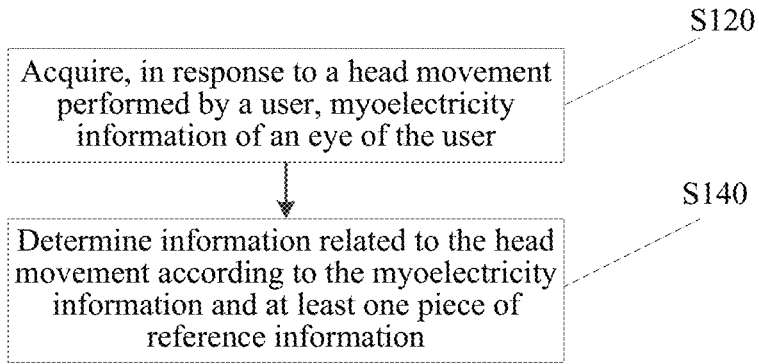 S120
Acquire, in response to a head movement
performed by a user, myoelectricity
information of an eye of the user
S140
Determine information related to the head
movement according to the myoelectricity
information and at least one piece of
reference information